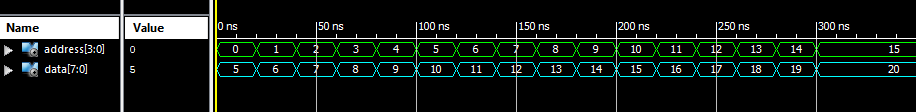 Name Value 0 ns 50 ns 100 ns 150 ns 200 ns 250 ns 300 ns
address[3:0] 0 0 1 2 3 4 5 6 7 8 9 10 11 12 13 14 15
data[7:0] 5 5 6 7 8 9 10 11 12 13 14 15 16 17 18 19 20